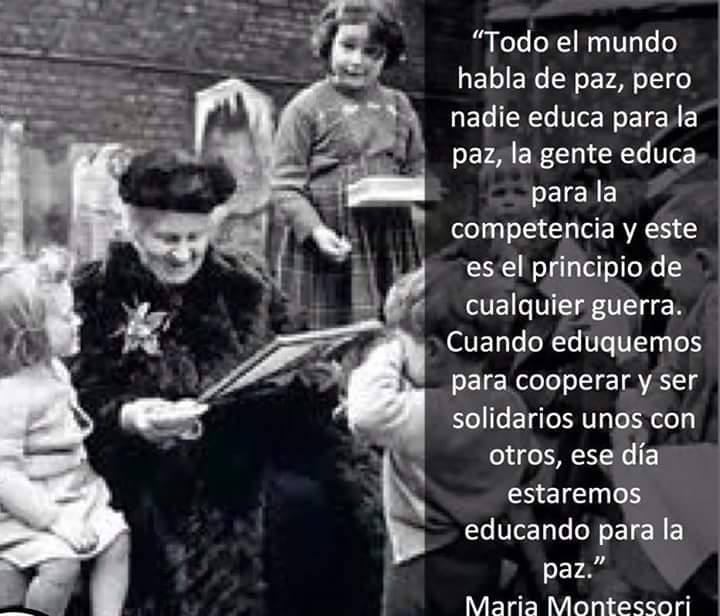 “Todo el mundo
habla de paz, pero
nadie educa para la
paz, la gente educa
para la
competencia y este
es el principio de
cualquier guerra.
Cuando eduquemos
para cooperar y ser
solidarios unos con
otros, ese día
estaremos
educando para la
paz.”
Maria Montessori